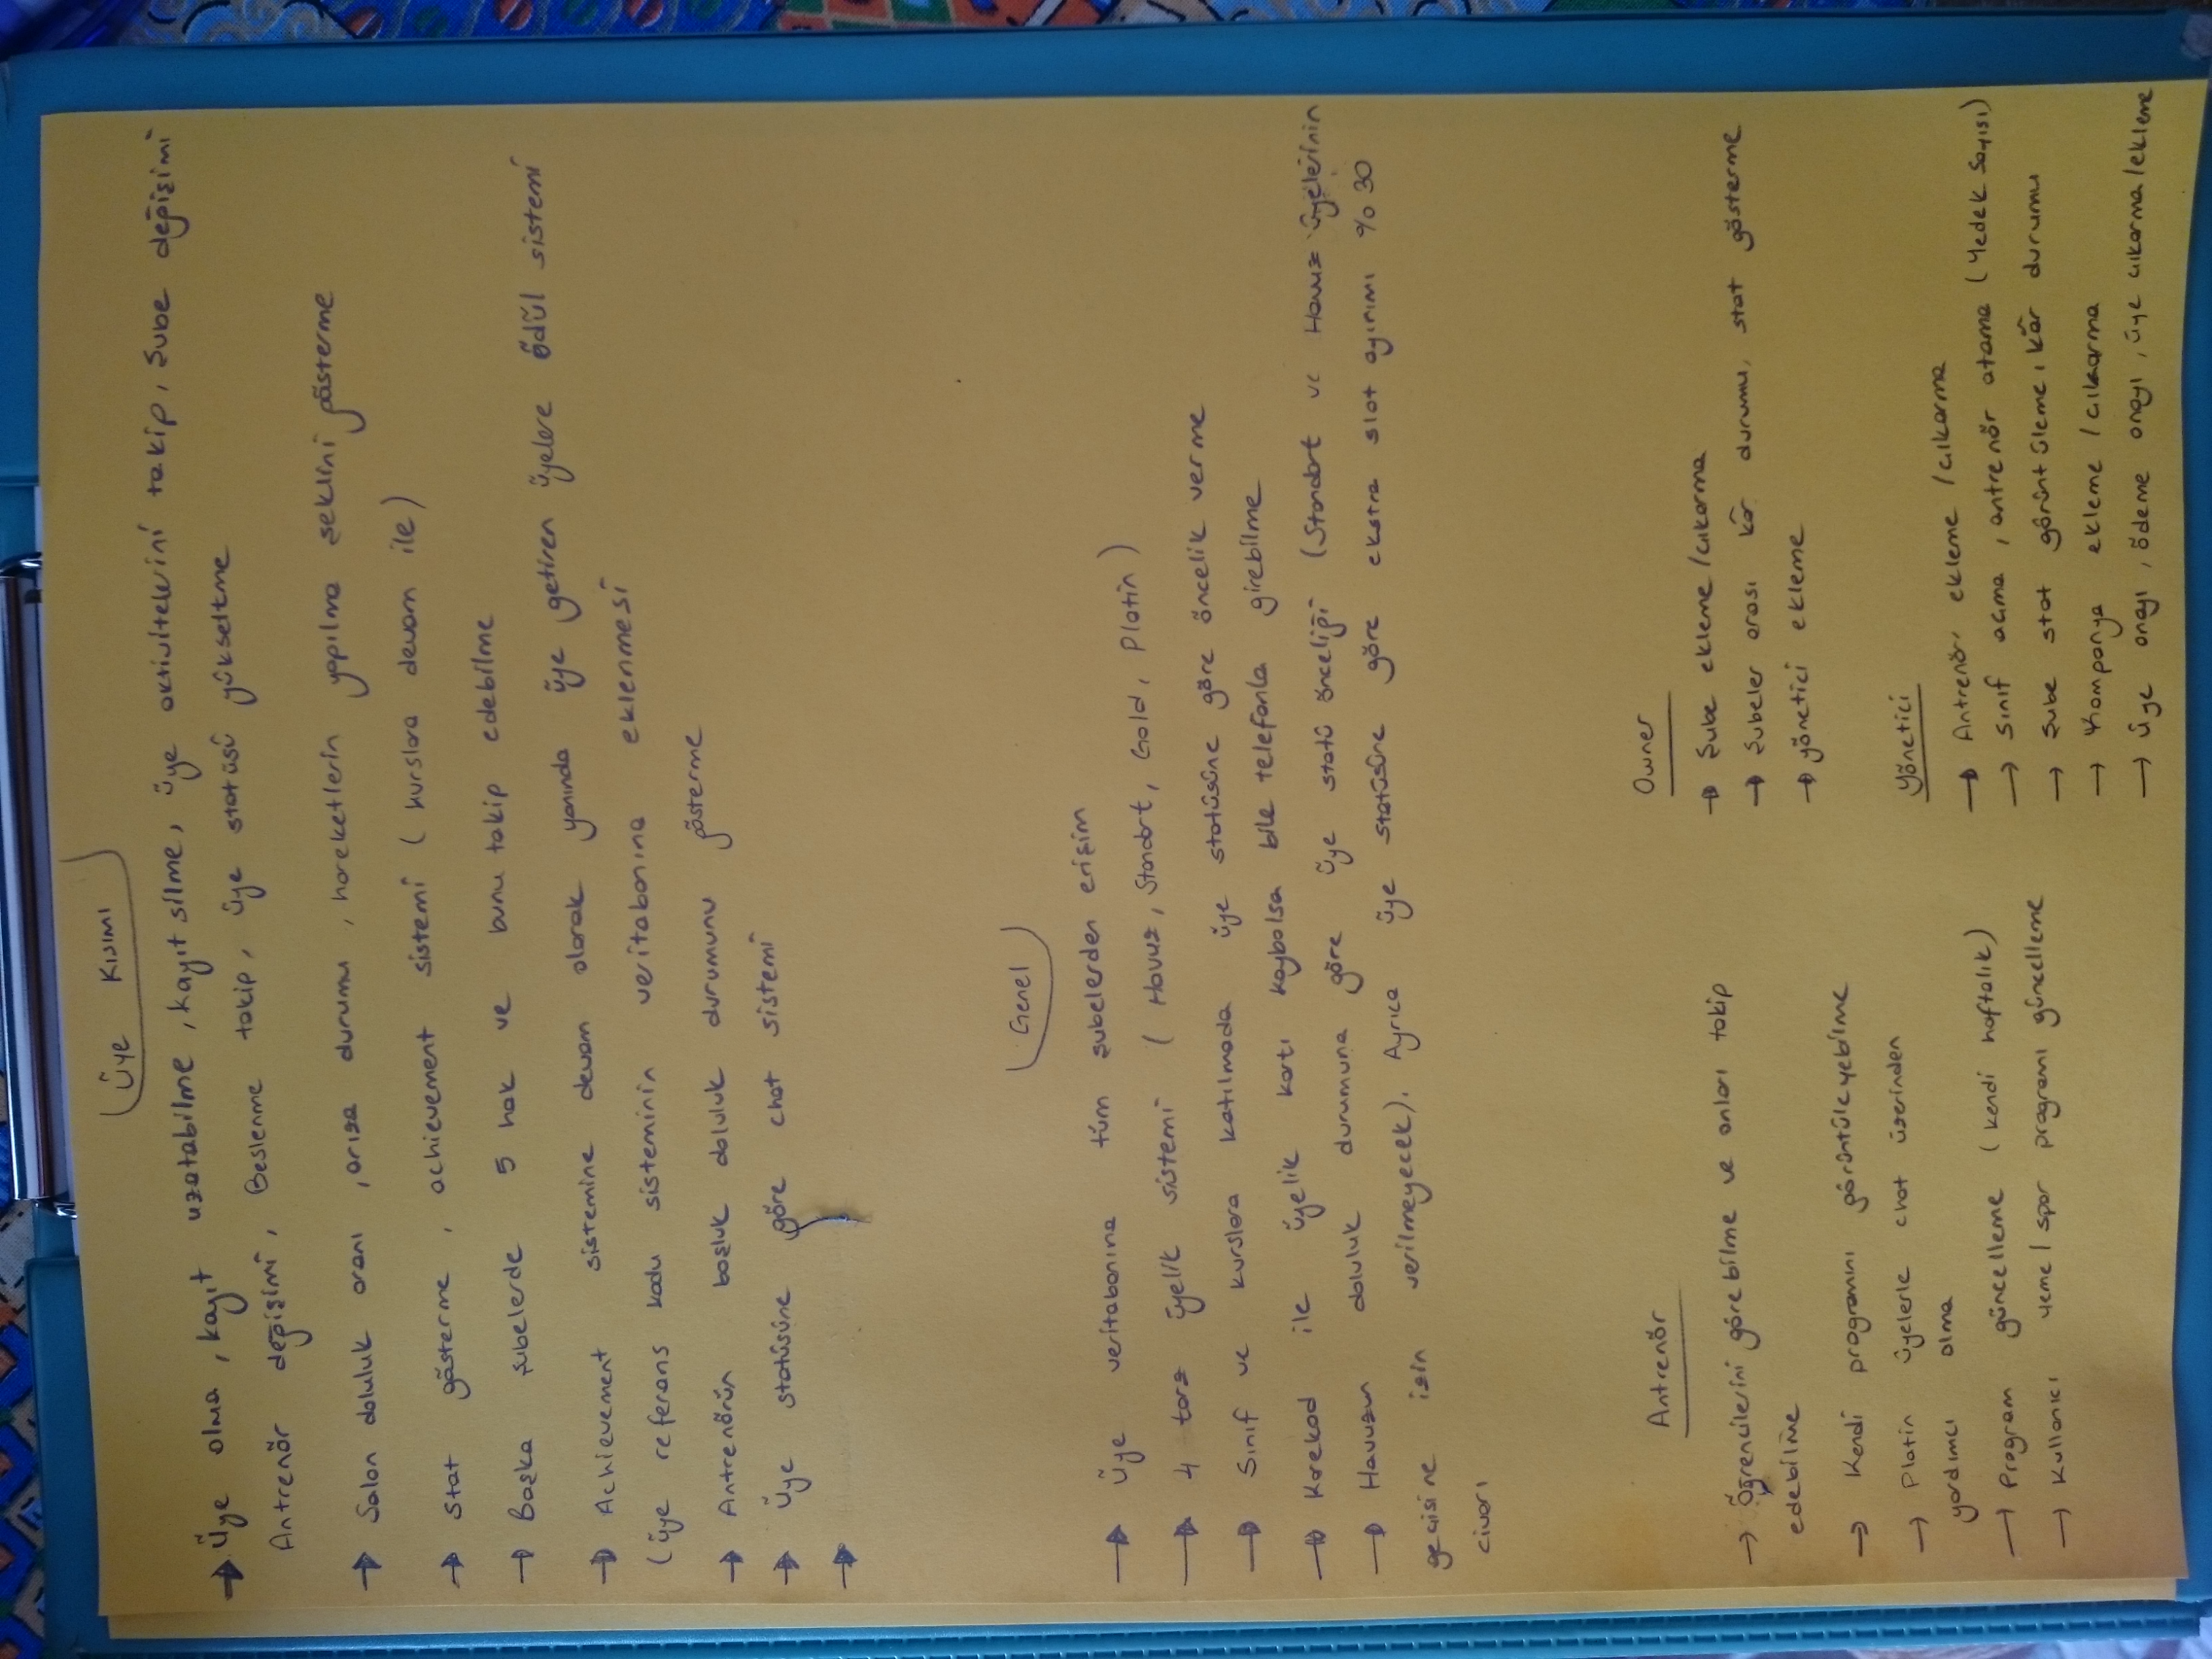 Üye Kısmı
→ Üye olma, kayıt uzatabilme, kayıt silme, üye aktivitelerini takip, şube değişimi
Antrenör değişimi, Beslenme takip, üye statüsü yükseltme
→ Salon doluluk oranı, arıza durumu, hareketlerin yapılma şeklini gösterme
→ Stat gösterme, achievement sistemi (kurslara devam ile)
→ Başka şubelerde 5 hak ve bunu takip edebilme
→ Achievement sistemine devam olarak yanında üye getiren üyelere ödül sistemi
(üye referans kodu sisteminin veritabanına eklenmesi
→ Antrenörün boşluk doluluk durumunu gösterme
→ Üye statüsüne göre chat sistemi
→
Genel
→ Üye veritabanına tüm şubelerden erişim
→ 4 tarz üyelik sistemi (Havuz, Standart, Gold, Platin)
→ Sınıf ve kurslara katılmada üye statüsüne göre öncelik verme
→ Karekod ile üyelik kartı kaybolsa bile telefonla girebilme
→ Havuzun doluluk durumuna göre üye statü önceliği (Standart ve Havuz üyelerinin
geçişine izin verilmeyecek). Ayrıca üye statüsüne göre ekstra slot ayırımı %30
civarı
Antrenör
→ Öğrencilerini görebilme ve onları takip
edebilme
→ Kendi programını görüntüleyebilme
→ Platin üyelerle chat üzerinden
yardımcı olma
→ Program güncelleme (kendi haftalık)
→ Kullanıcı yeme/spor programı güncelleme
Owner
→ Şube ekleme/çıkarma
→ Şubeler arası kâr durumu, stat gösterme
→ yönetici ekleme
Yönetici
→ Antrenör ekleme/çıkarma
→ Sınıf açma, antrenör atama (Yedek sayısı)
→ Şube stat görüntüleme, kâr durumu
→ Kampanya ekleme/çıkarma
→ Üye onayı, ödeme onayı, üye çıkarma/ekleme